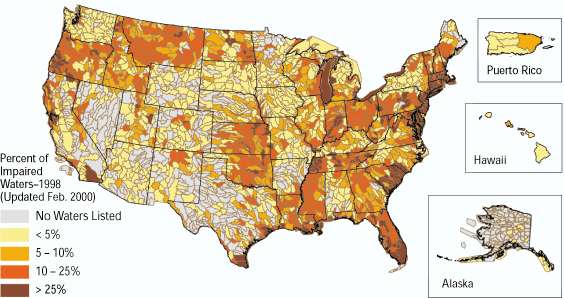 Puerto Rico
Hawaii
Percent of
Impaired
Waters–1998
(Updated Feb. 2000)
No Waters Listed
< 5%
5 – 10%
10 – 25%
> 25%
Alaska